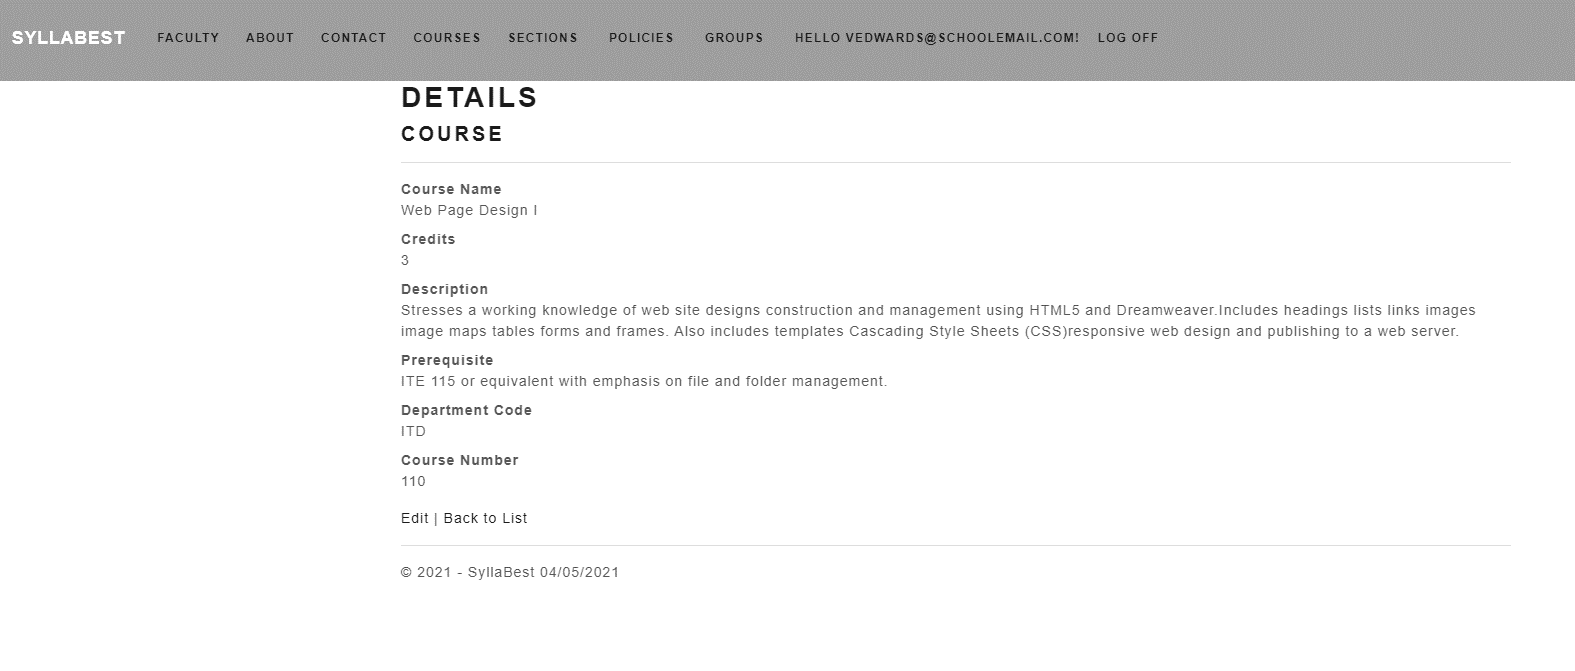 SYLLABEST FACULTY ABOUT CONTACT COURSES SECTIONS POLICIES GROUPS HELLO VEDWARDS@SCHOOLEMAIL.COM! LOG OFF
DETAILS
COURSE
Course Name
Web Page Design I
Credits
3
Description
Stresses a working knowledge of web site designs construction and management using HTML5 and Dreamweaver.Includes headings lists links images
image maps tables forms and frames. Also includes templates Cascading Style Sheets (CSS)responsive web design and publishing to a web server.
Prerequisite
ITE 115 or equivalent with emphasis on file and folder management.
Department Code
ITD
Course Number
110
Edit | Back to List
© 2021 - SyllaBest 04/05/2021